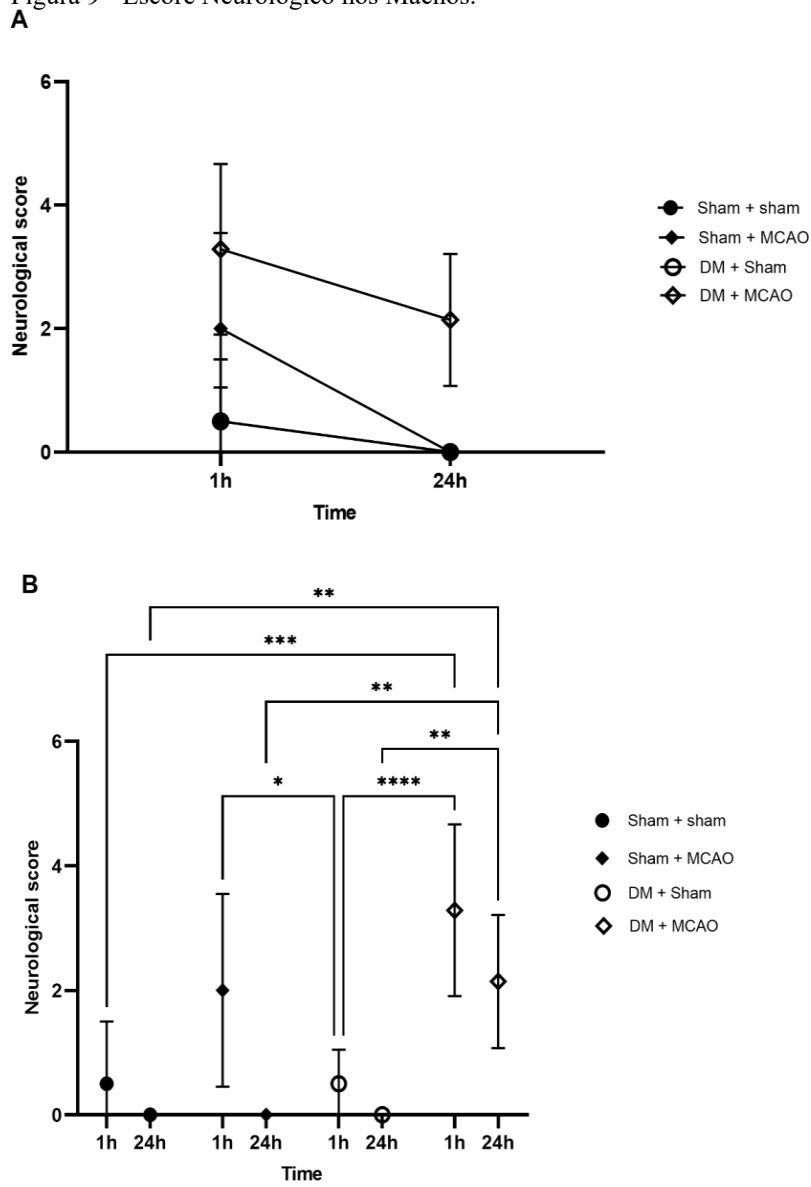 Figura 9 - Escore Neurológico nos Machos.
A
6
4
2
0
Neurological score
1h 24h
Time
Sham + sham
Sham + MCAO
DM + Sham
DM + MCAO
B
**
***
**
**
* ****
6
4
2
0
Neurological score
1h 24h 1h 24h 1h 24h 1h 24h
Time
Sham + sham
Sham + MCAO
DM + Sham
DM + MCAO